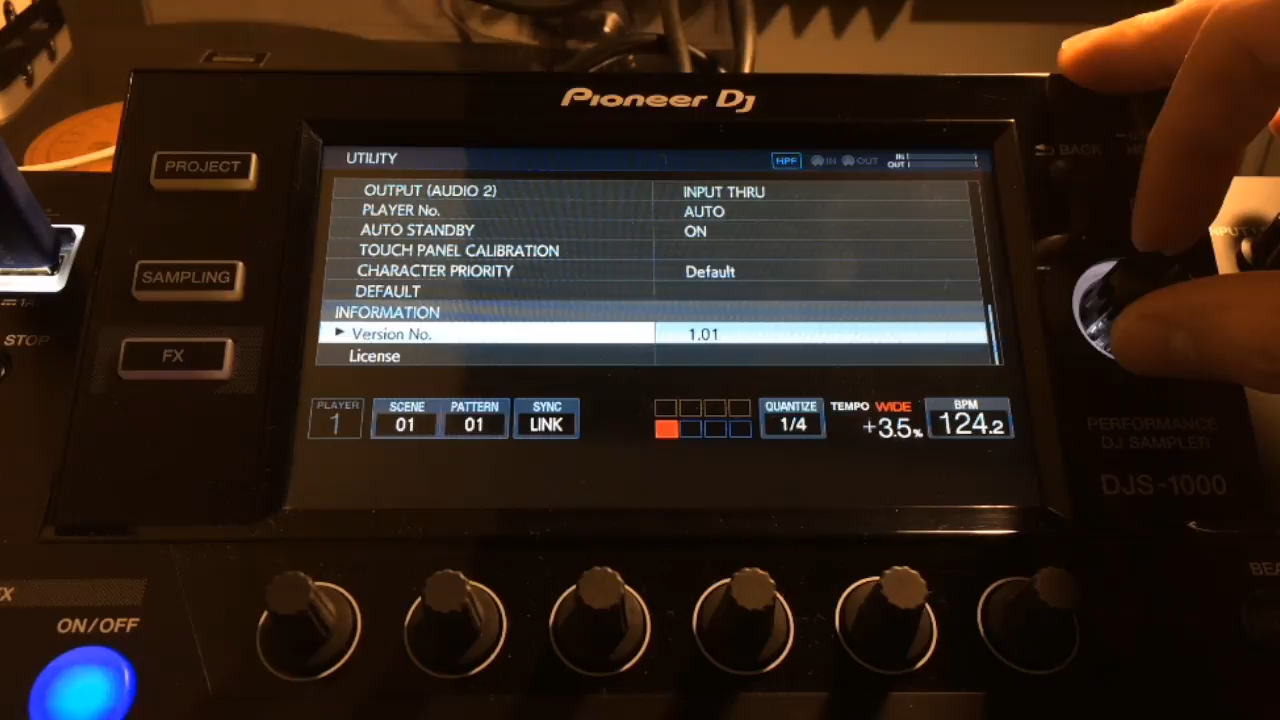 Pioneer Dj
PROJECT
SAMPLING
FX
STOP
UTILITY
HPF IN OUT IN OUT
OUTPUT (AUDIO 2) INPUT THRU
PLAYER No. AUTO
AUTO STANDBY ON
TOUCH PANEL CALIBRATION
CHARACTER PRIORITY Default
DEFAULT
INFORMATION
Version No. 1.01
License
PLAYER SCENE PATTERN SYNC QUANTIZE TEMPO WIDE BPM
1 01 01 LINK 1/4 +3.5% 124.2
BACK
PERFORMANCE
DJ SAMPLER
DJS-1000
ON/OFF